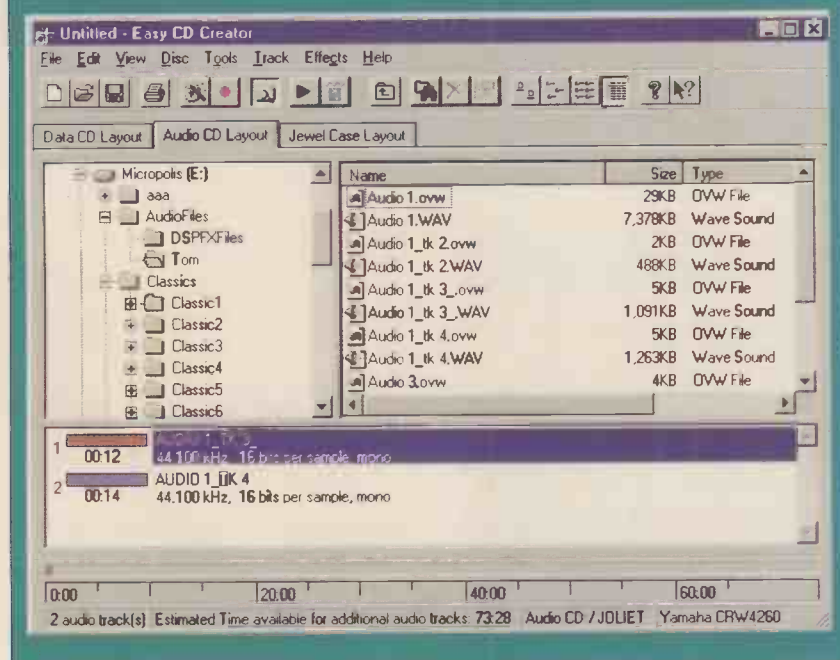 Untitled - Easy CD Creator
File Edit View Disc Tools Track Effects Help
Data CD Layout Audio CD Layout Jewel Case Layout
Micropolis (E:)
aaa
AudioFiles
DSPFXFiles
Tom
Classics
Classic1
Classic2
Classic3
Classic4
Classic5
Classic6
Name Size Type
Audio 1.ovw 29KB OVW File
Audio 1.WAV 7,378KB Wave Sound
Audio 1_tk 2.ovw 2KB OVW File
Audio 1_tk 2.WAV 488KB Wave Sound
Audio 1_tk 3_.ovw 5KB OVW File
Audio 1_tk 3_.WAV 1,091KB Wave Sound
Audio 1_tk 4.ovw 5KB OVW File
Audio 1_tk 4.WAV 1,263KB Wave Sound
Audio 3.ovw 4KB OVW File
1 AUDIO 1_TK 3_
00:12 44.100 kHz, 16 bits per sample, mono
2 AUDIO 1_TK 4
00:14 44.100 kHz, 16 bits per sample, mono
0:00 20:00 40:00 60:00
2 audio track(s) Estimated Time available for additional audio tracks: 73:28 Audio CD / JOLIET Yamaha CRW4260